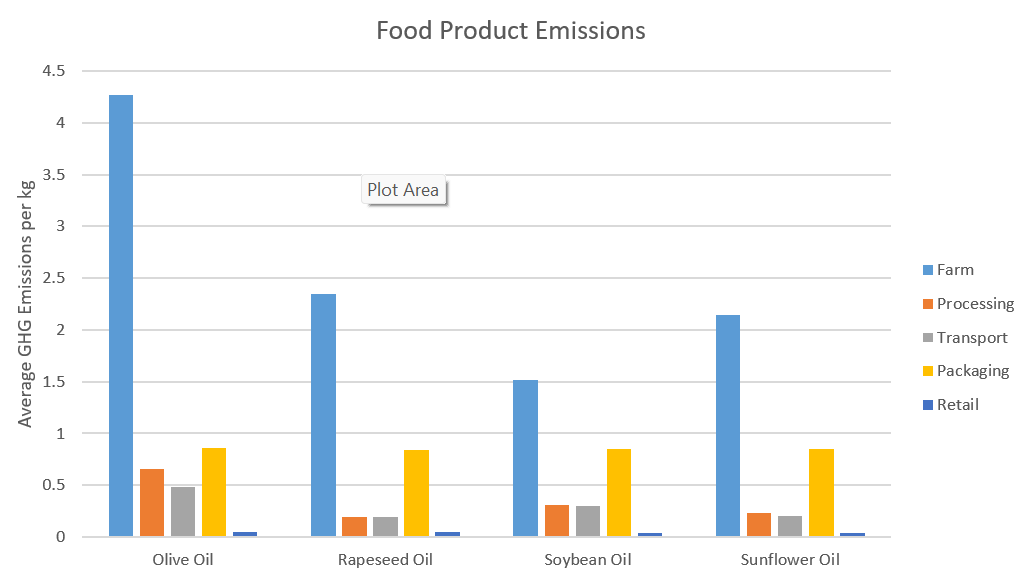 Food Product Emissions
4.5
4
3.5
3
2.5
2
1.5
1
0.5
0
Average GHG Emissions per kg
Plot Area
Olive Oil
Rapeseed Oil
Soybean Oil
Sunflower Oil
Farm
Processing
Transport
Packaging
Retail